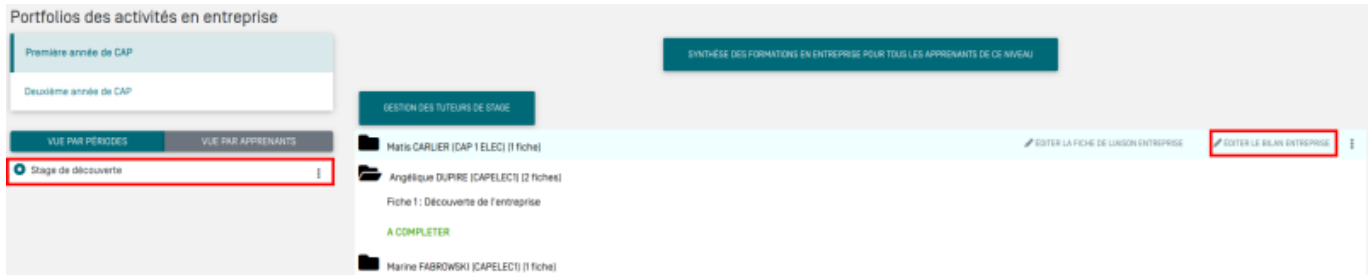 Portfolios des activités en entreprise
Première année de CAP
Deuxième année de CAP
VUE PAR PÉRIODES VUE PAR APPRENANTS
Stage de découverte
SYNTHÈSE DES FORMATIONS EN ENTREPRISE POUR TOUS LES APPRENANTS DE CE NIVEAU
GESTION DES TUTEURS DE STAGE
Matis CARLIER (CAP 1 ELEC) (1 fiche) ÉDITER LA FICHE DE LIAISON ENTREPRISE ÉDITER LE BILAN ENTREPRISE
Angélique DUPIRE (CAPELEC1) (2 fiches)
Fiche 1 : Découverte de l'entreprise
A COMPLETER
Marine FABROWSKI (CAPELEC1) (1 fiche)